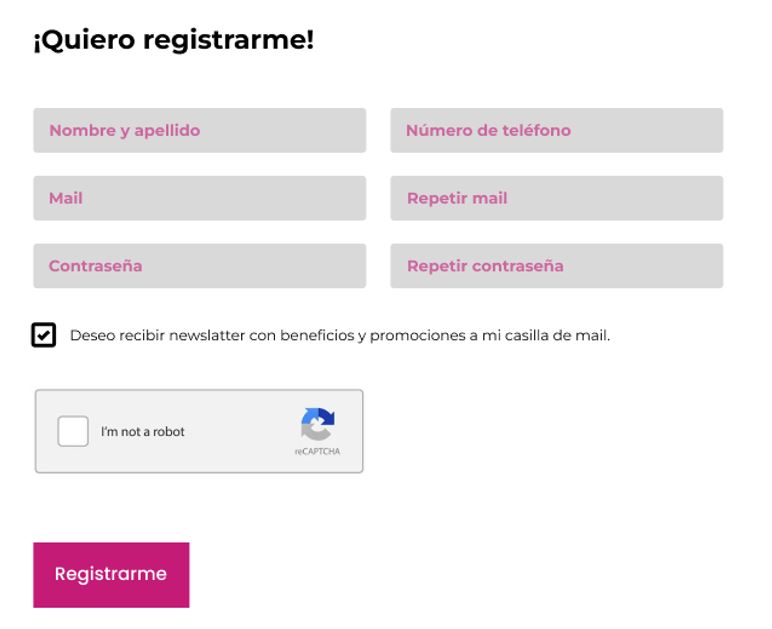 ¡Quiero registrarme!
Nombre y apellido
Número de teléfono
Mail
Repetir mail
Contraseña
Repetir contraseña
Deseo recibir newslatter con beneficios y promociones a mi casilla de mail.
I'm not a robot
reCAPTCHA
Registrarme